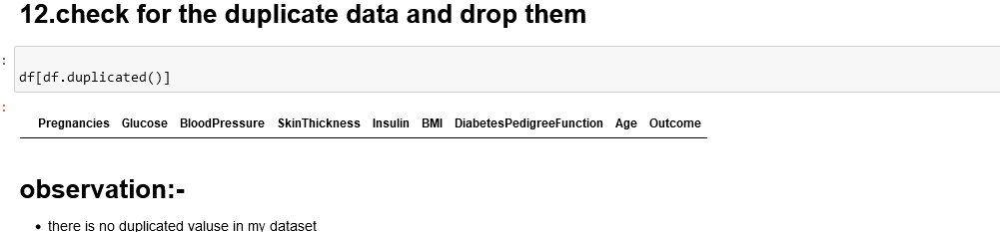 12.check for the duplicate data and drop them
:
df[df.duplicated()]
:
Pregnancies Glucose BloodPressure SkinThickness Insulin BMI DiabetesPedigreeFunction Age Outcome
observation:-
• there is no duplicated valuse in my dataset